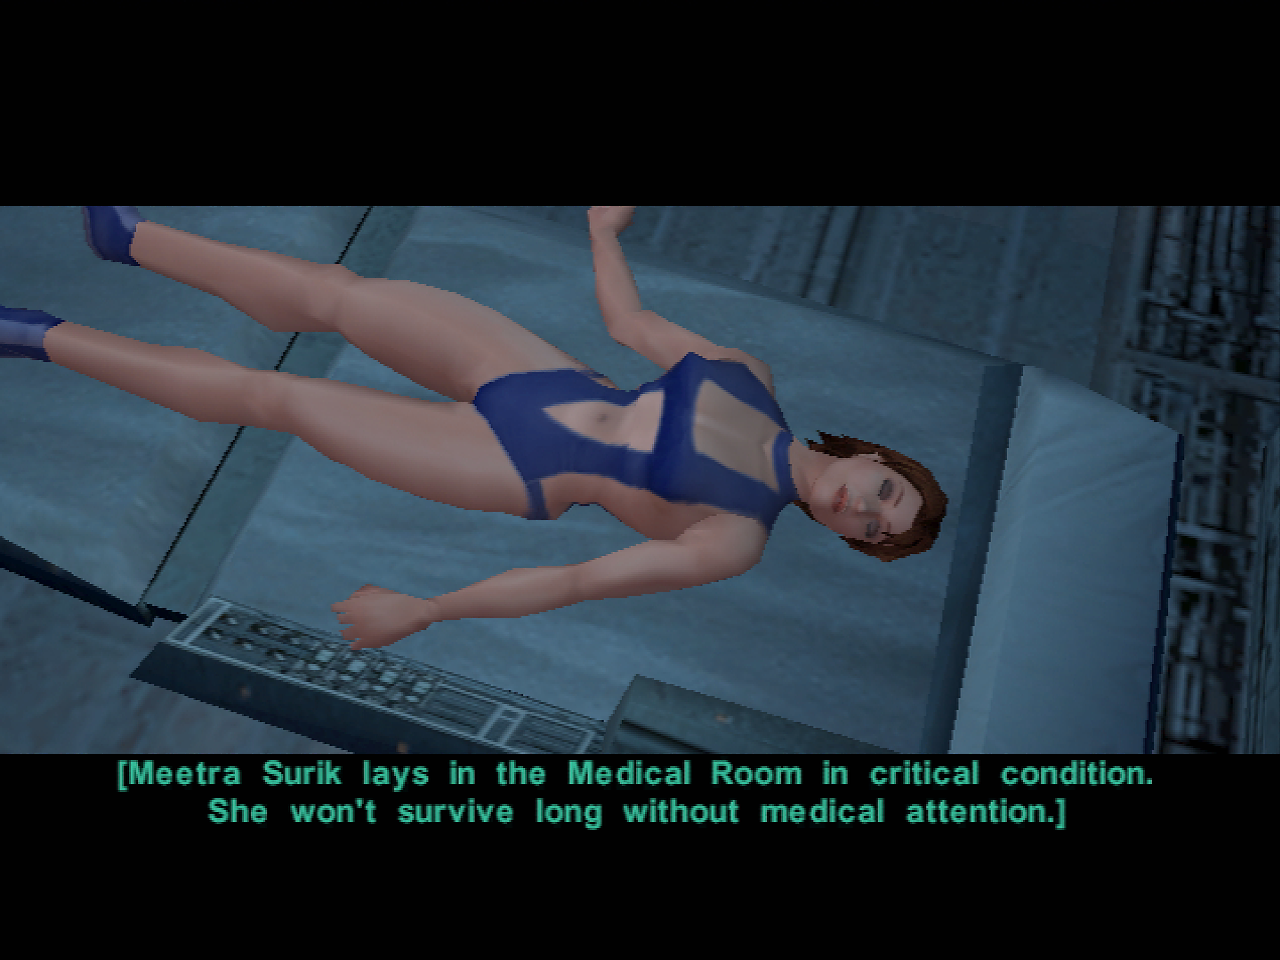 [Meetra Surik lays in the Medical Room in critical condition.
She won't survive long without medical attention.]